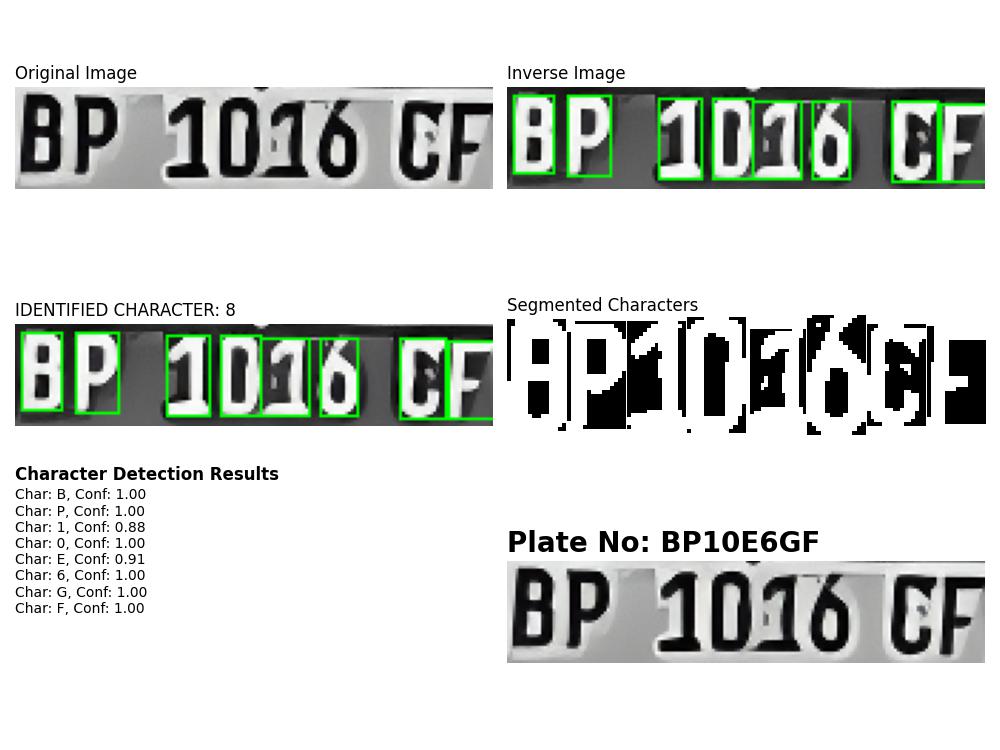 Original Image
BP 1016 CF
Inverse Image
BP 1016 CF
IDENTIFIED CHARACTER: 8
BP 1016 CF
Segmented Characters
Character Detection Results
Char: B, Conf: 1.00
Char: P, Conf: 1.00
Char: 1, Conf: 0.88
Char: 0, Conf: 1.00
Char: E, Conf: 0.91
Char: 6, Conf: 1.00
Char: G, Conf: 1.00
Char: F, Conf: 1.00
Plate No: BP10E6GF
BP 1016 CF